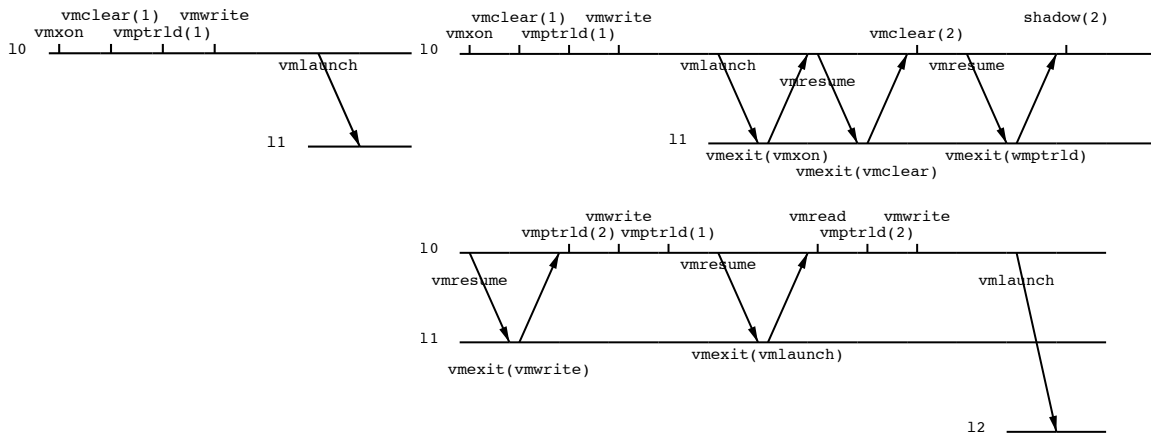 vmclear(1) vmwrite
vmxon vmptrld(1)
l0
vmlaunch
l1
vmclear(1) vmwrite shadow(2)
vmxon vmptrld(1) vmclear(2)
l0
vmlaunch vmresume vmresume
l1
vmexit(vmxon) vmexit(wmptrld)
vmexit(vmclear)
vmwrite vmread vmwrite
vmptrld(2) vmptrld(1) vmptrld(2)
l0
vmresume vmresume vmlaunch
l1
vmexit(vmwrite) vmexit(vmlaunch)
l2